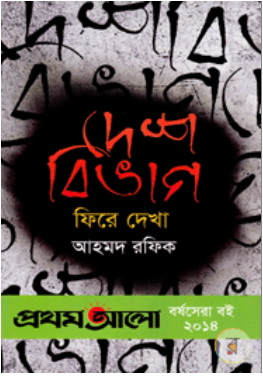 দেশ
বিভাগ
ফিরে দেখা
আহমদ রফিক
প্রথম আলো
বর্ষসেরা বই
২০১৪